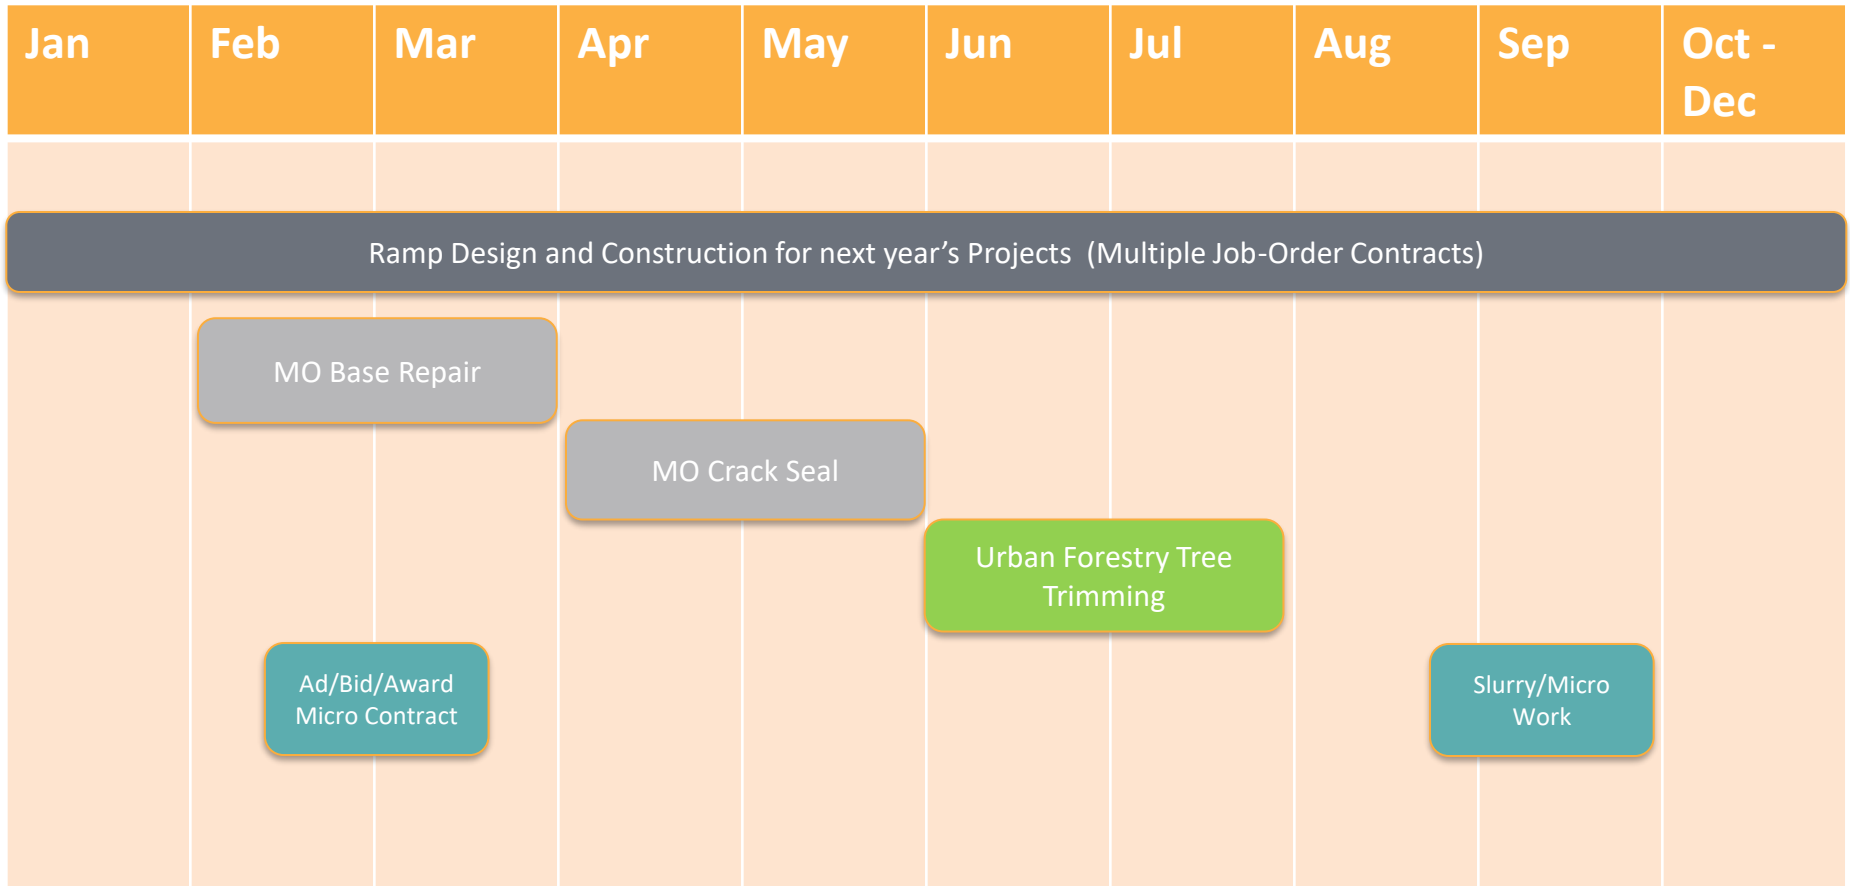 Jan
Feb
Mar
Apr
May
Jun
Jul
Aug
Sep
Oct -
Dec
Ramp Design and Construction for next year’s Projects  (Multiple Job-Order Contracts)
MO Base Repair
MO Crack Seal
Urban Forestry Tree
Trimming
Ad/Bid/Award
Micro Contract
Slurry/Micro
Work